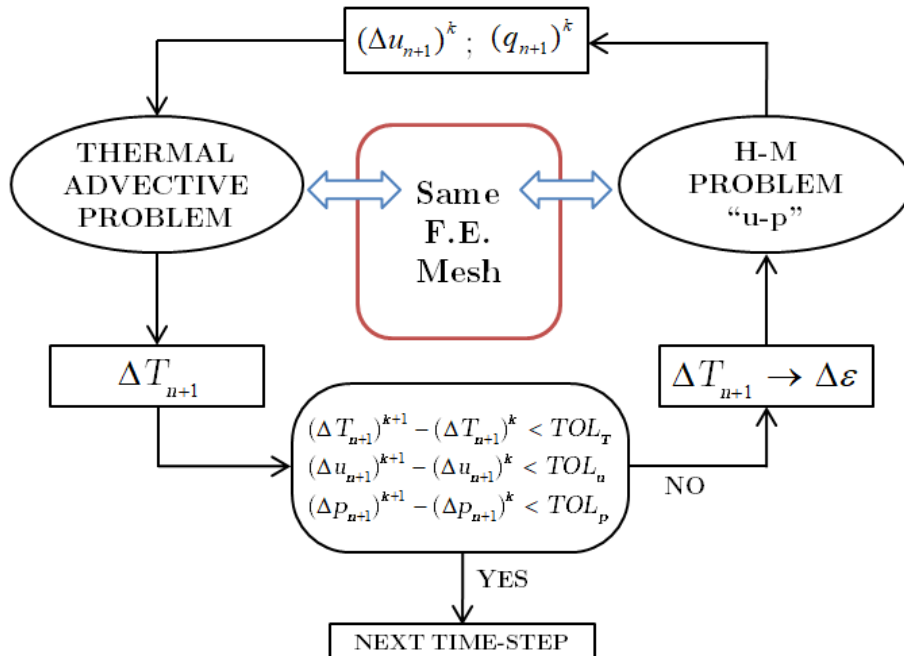 (Δu_{n+1})^k ; (q_{n+1})^k
THERMAL
ADVECTIVE
PROBLEM
Same
F.E.
Mesh
H-M
PROBLEM
“u-p”
ΔT_{n+1}
ΔT_{n+1} → Δε
(ΔT_{n+1})^{k+1} − (ΔT_{n+1})^k < TOL_T
(Δu_{n+1})^{k+1} − (Δu_{n+1})^k < TOL_u
(Δp_{n+1})^{k+1} − (Δp_{n+1})^k < TOL_p
NO
YES
NEXT TIME-STEP